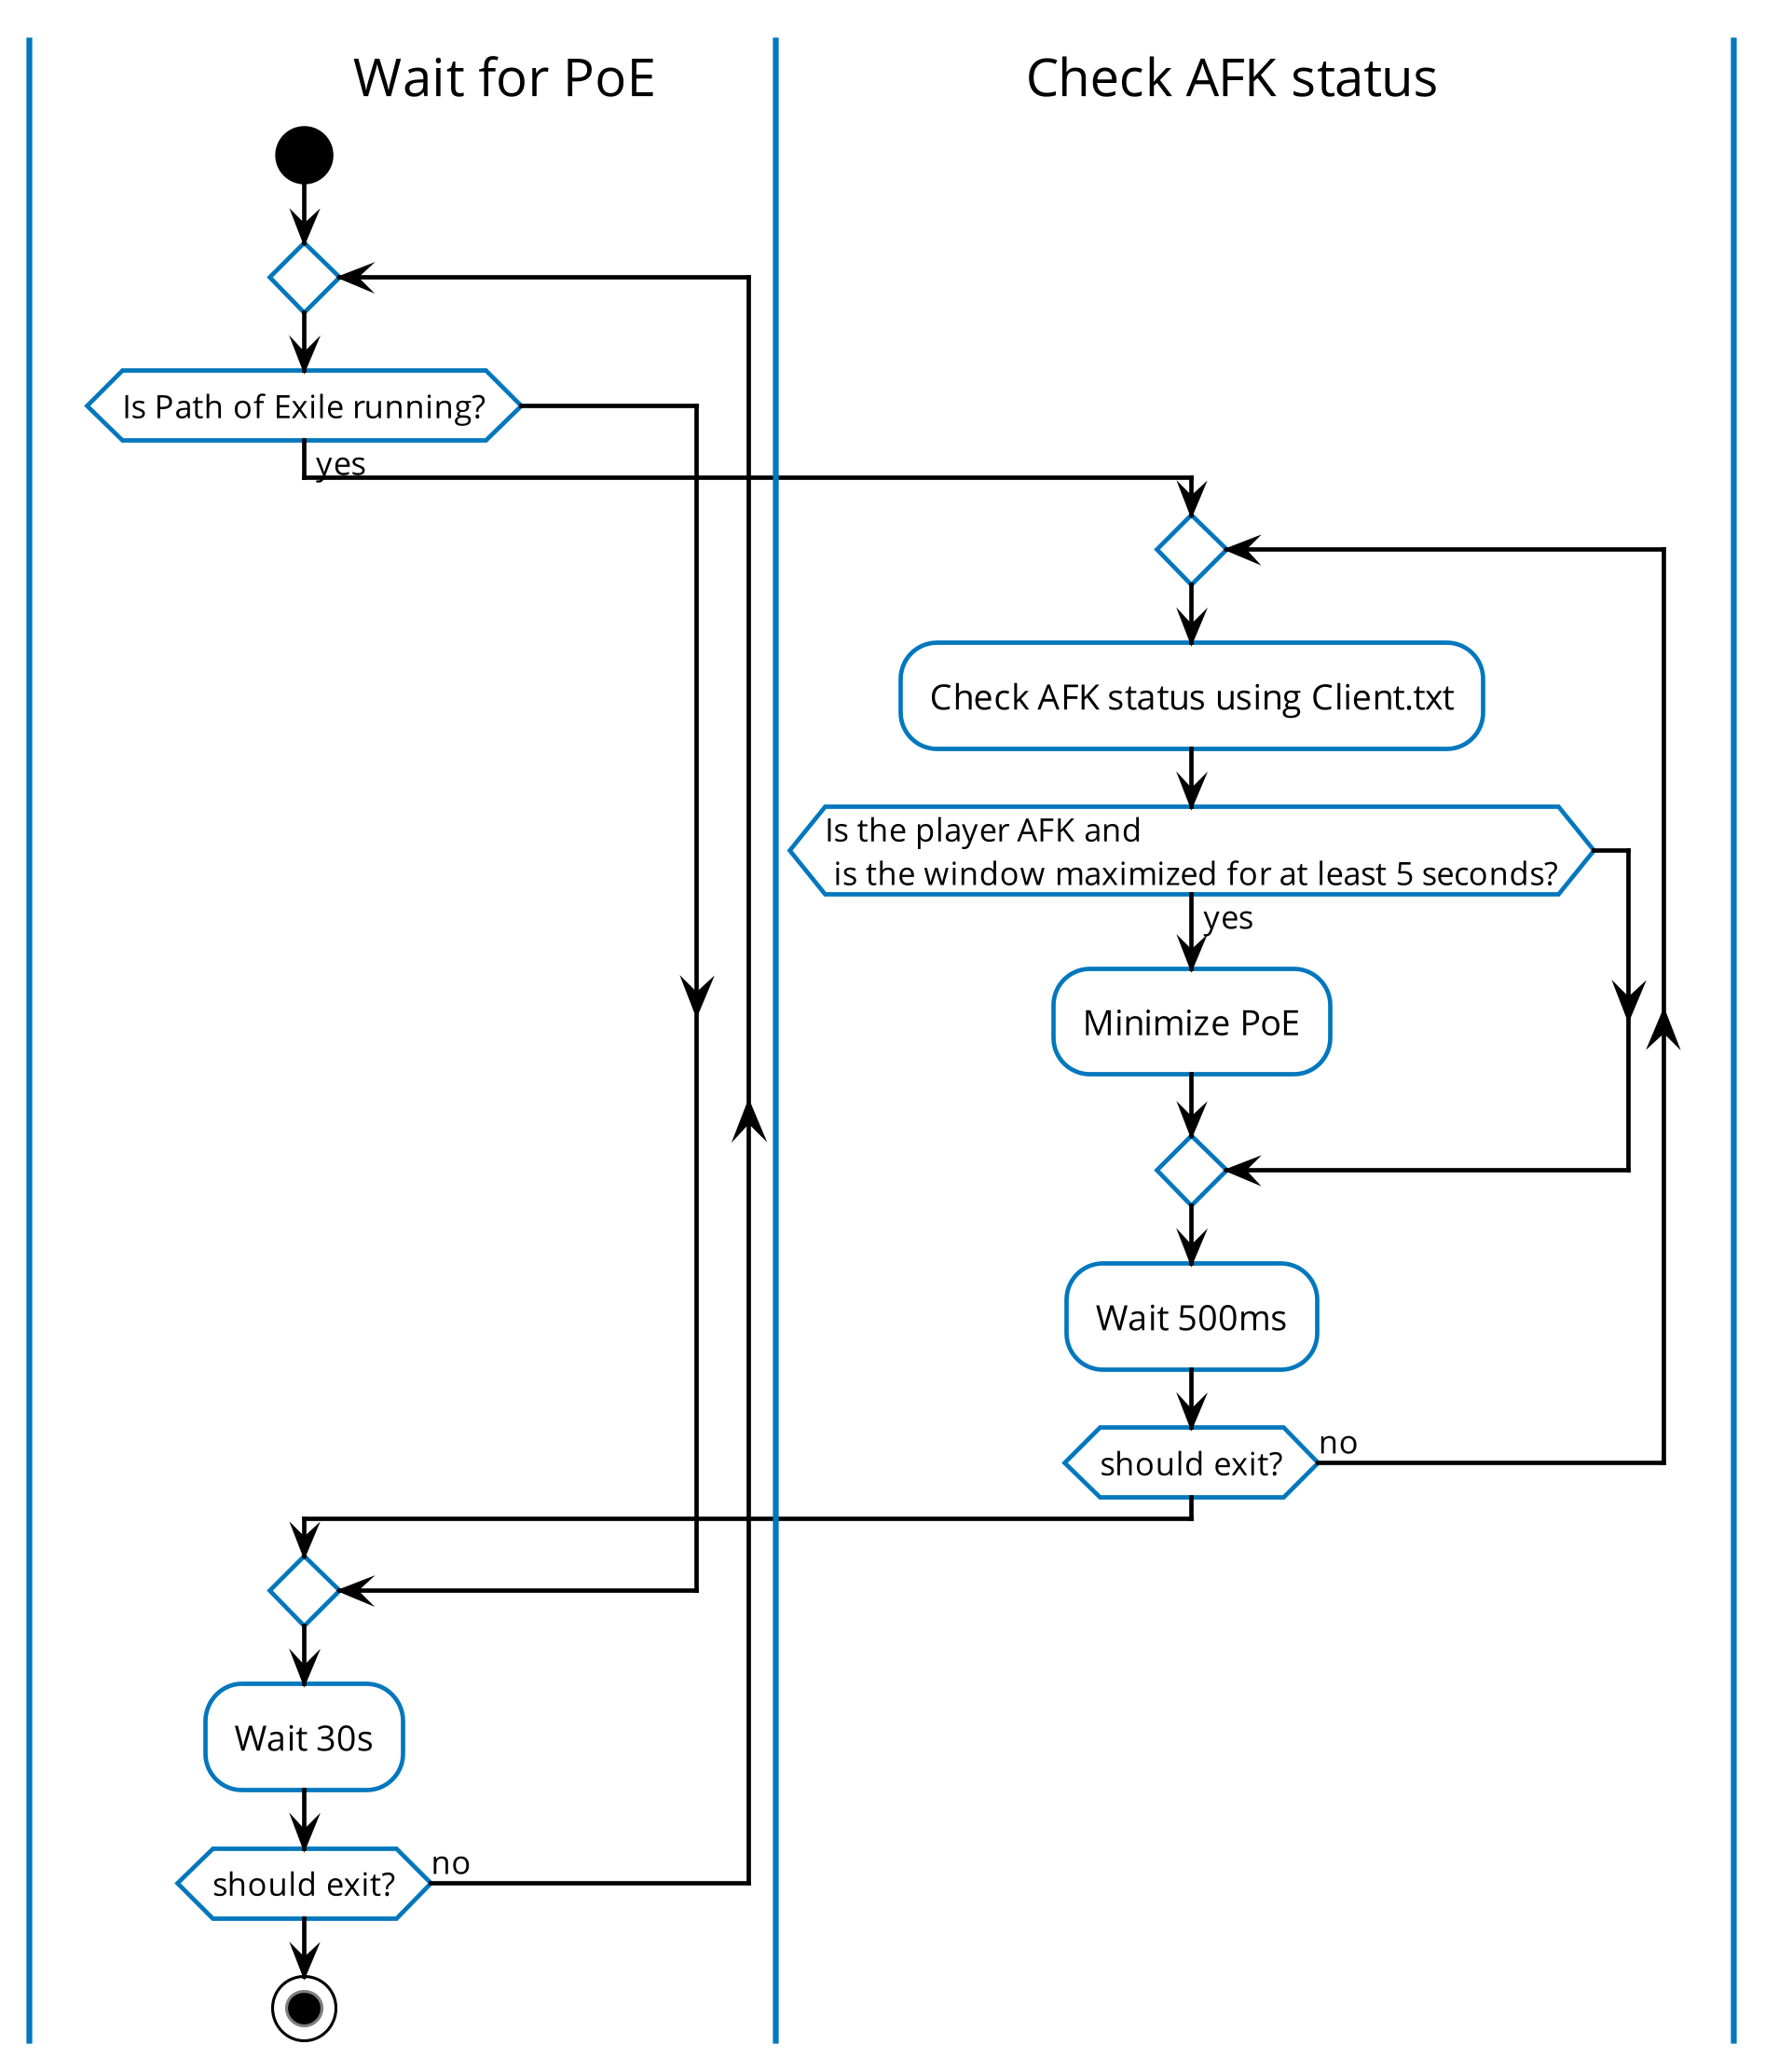 Wait for PoE
Check AFK status
Is Path of Exile running?
yes
Check AFK status using Client.txt
Is the player AFK and
is the window maximized for at least 5 seconds?
yes
Minimize PoE
Wait 500ms
should exit?
no
Wait 30s
should exit?
no